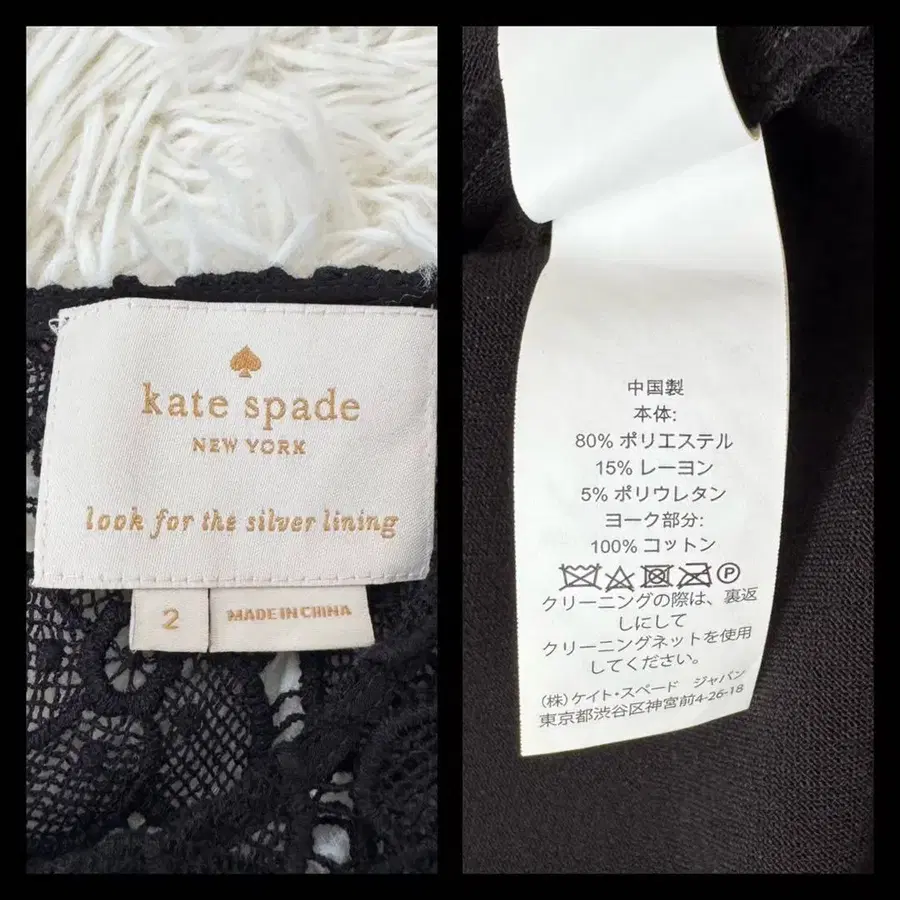 kate spade
NEW YORK
look for the silver lining
2
MADE IN CHINA
中国製
本体:
80% ポリエステル
15% レーヨン
5% ポリウレタン
ヨーク部分:
100% コットン
P
クリーニングの際は、裏返
しにして
クリーニングネットを使用
してください。
(株)ケイト・スペード ジャパン
東京都渋谷区神宮前4-26-18